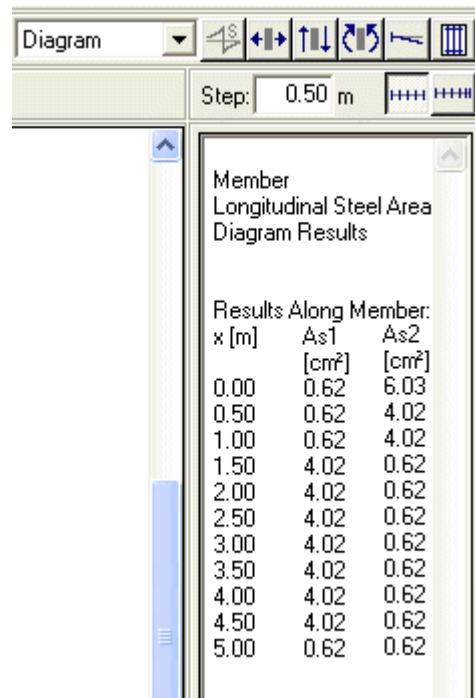 Diagram
Step: 0.50 m
Member
Longitudinal Steel Area
Diagram Results
Results Along Member:
x [m] As1 As2
[cm²] [cm²]
0.00 0.62 6.03
0.50 0.62 4.02
1.00 0.62 4.02
1.50 4.02 0.62
2.00 4.02 0.62
2.50 4.02 0.62
3.00 4.02 0.62
3.50 4.02 0.62
4.00 4.02 0.62
4.50 4.02 0.62
5.00 0.62 0.62